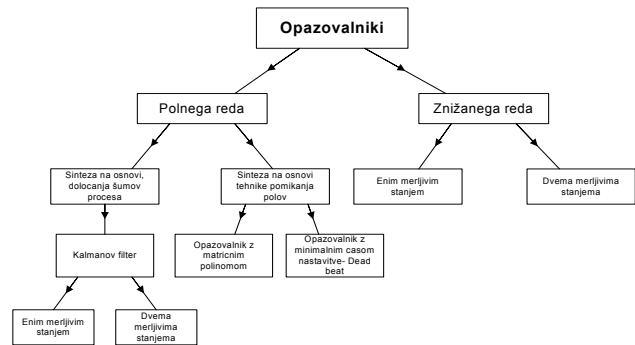 Opazovalniki
Polnega reda
Znižanega reda
Sinteza na osnovi,
dolocanja šumov
procesa
Sinteza na osnovi
tehnike pomikanja
polov
Enim merljivim
stanjem
Dvema merljivima
stanjema
Kalmanov filter
Opazovalnik z
matricnim
polinomom
Opazovalnik z
minimalnim casom
nastavitve- Dead
beat
Enim merljivim
stanjem
Dvema
merljivima
stanjema